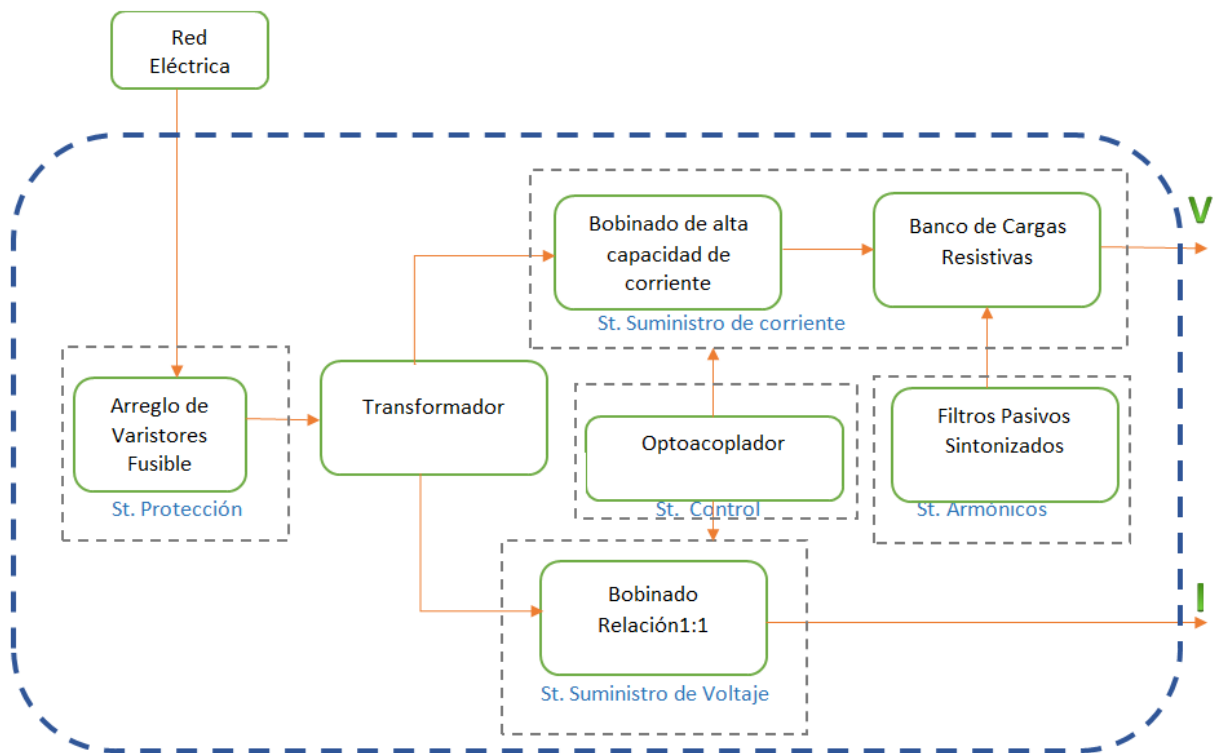 Red
Eléctrica
Bobinado de alta
capacidad de
corriente
Banco de Cargas
Resistivas
V
St. Suministro de corriente
Arreglo de
Varistores
Fusible
St. Protección
Transformador
Optoacoplador
St. Control
Filtros Pasivos
Sintonizados
St. Armónicos
Bobinado
Relación1:1
I
St. Suministro de Voltaje